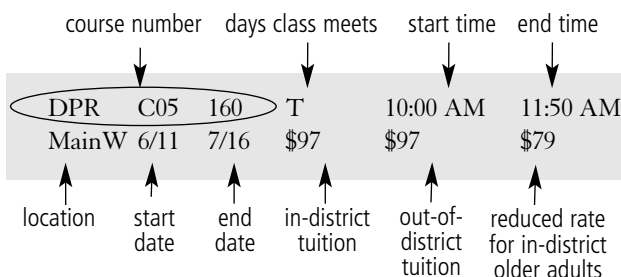 course number days class meets start time end time
DPR C05 160 T 10:00 AM 11:50 AM
MainW 6/11 7/16 $97 $97 $79
location start date end date in-district tuition out-of-district tuition reduced rate for in-district older adults